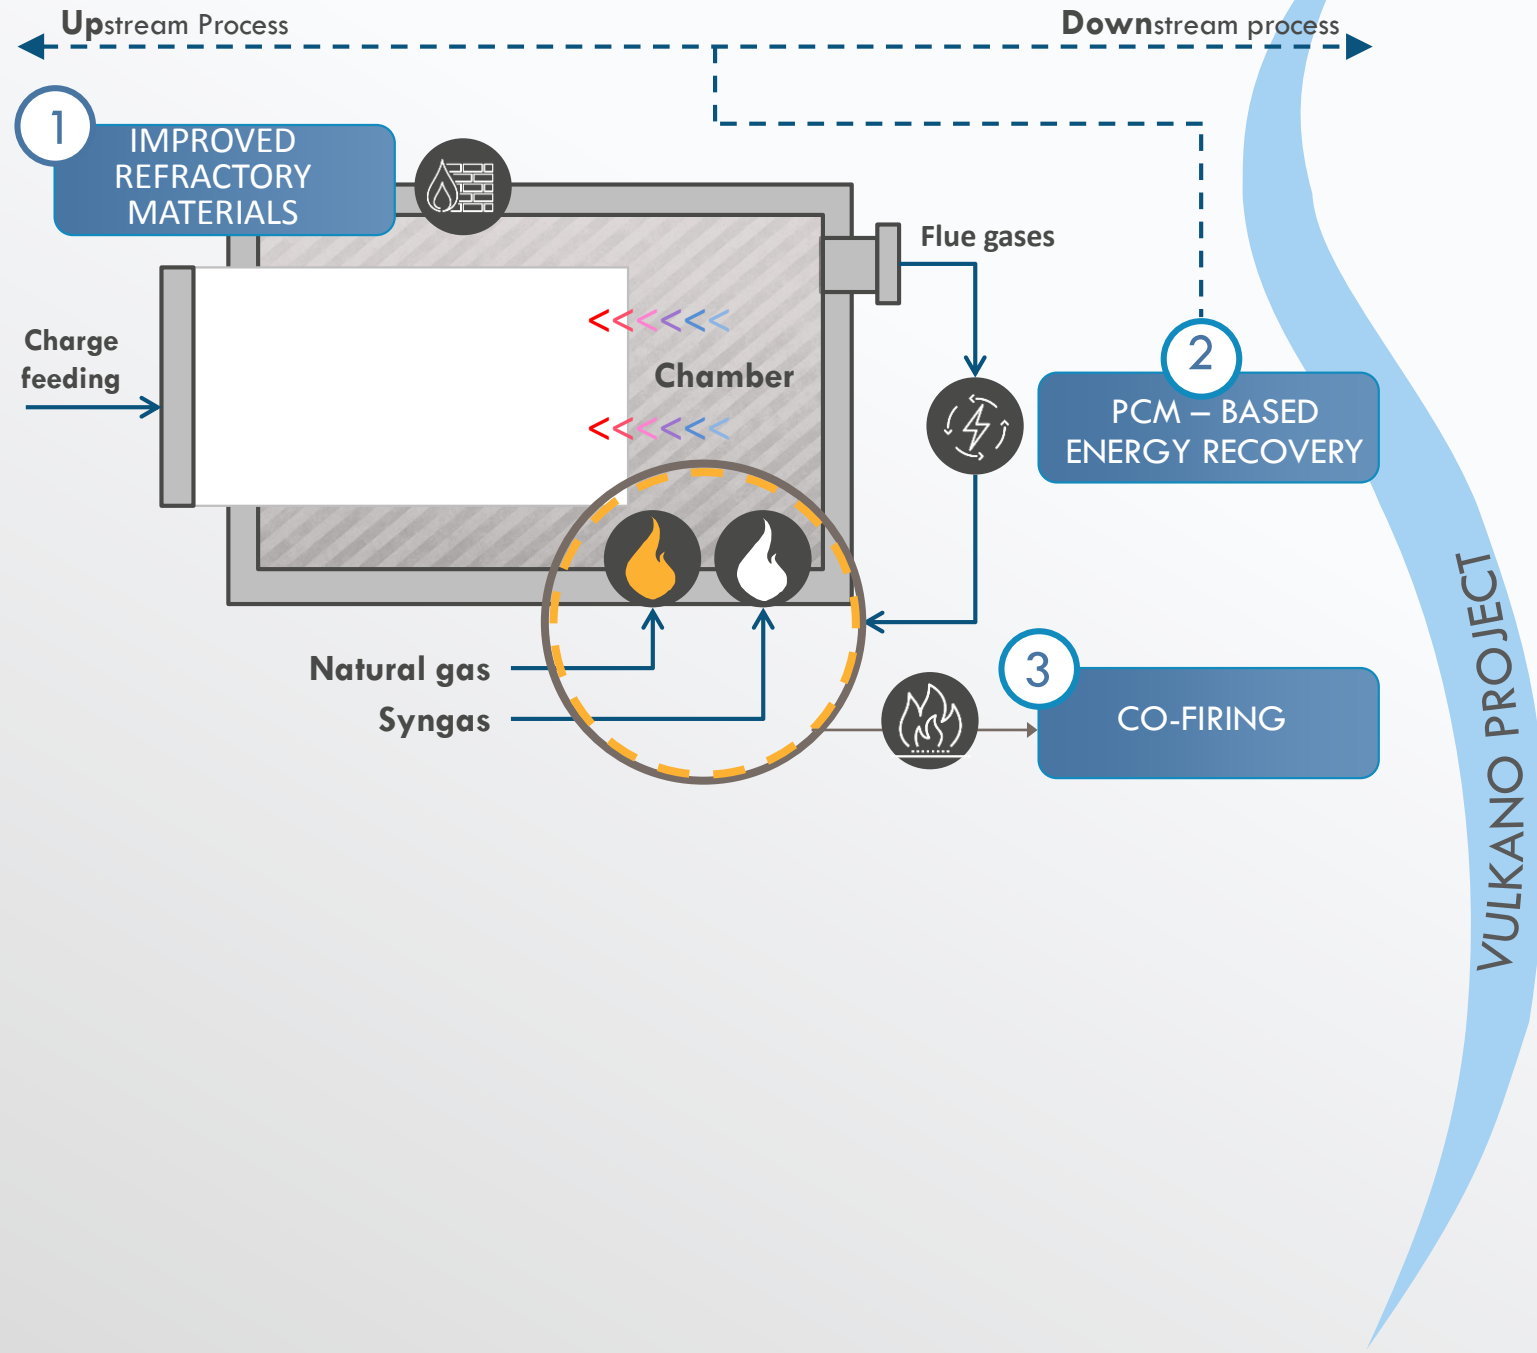 Upstream Process
Downstream process
1
IMPROVED
REFRACTORY
MATERIALS
Flue gases
Charge
feeding
Chamber
2
PCM – BASED
ENERGY RECOVERY
Natural gas
Syngas
3
CO-FIRING
VULKANO PROJECT